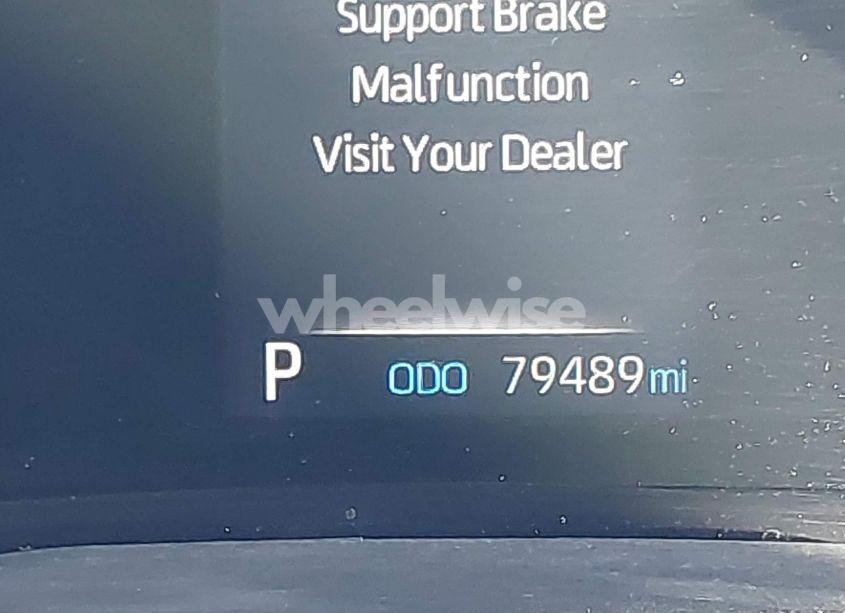 Support Brake
Malfunction
Visit Your Dealer
wheelwise
P ODO 79489 mi